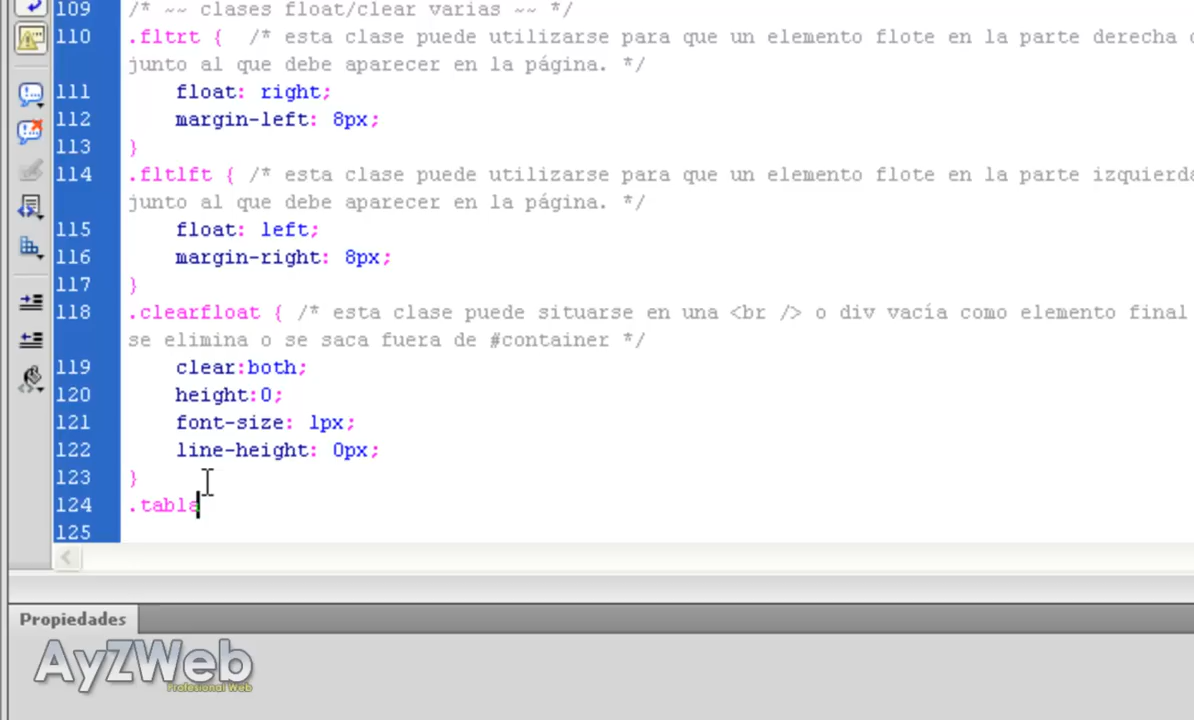 109 /* ~~ clases float/clear varias ~~ */
110 .fltrt {  /* esta clase puede utilizarse para que un elemento flote en la parte derecha
junto al que debe aparecer en la página. */
111 float: right;
112 margin-left: 8px;
113 }
114 .fltlft { /* esta clase puede utilizarse para que un elemento flote en la parte izquierda
junto al que debe aparecer en la página. */
115 float: left;
116 margin-right: 8px;
117 }
118 .clearfloat { /* esta clase puede situarse en una <br /> o div vacía como elemento final
se elimina o se saca fuera de #container */
119 clear:both;
120 height:0;
121 font-size: 1px;
122 line-height: 0px;
123 }
124 .tabla
125
Propiedades
AyZWeb
Profesional Web